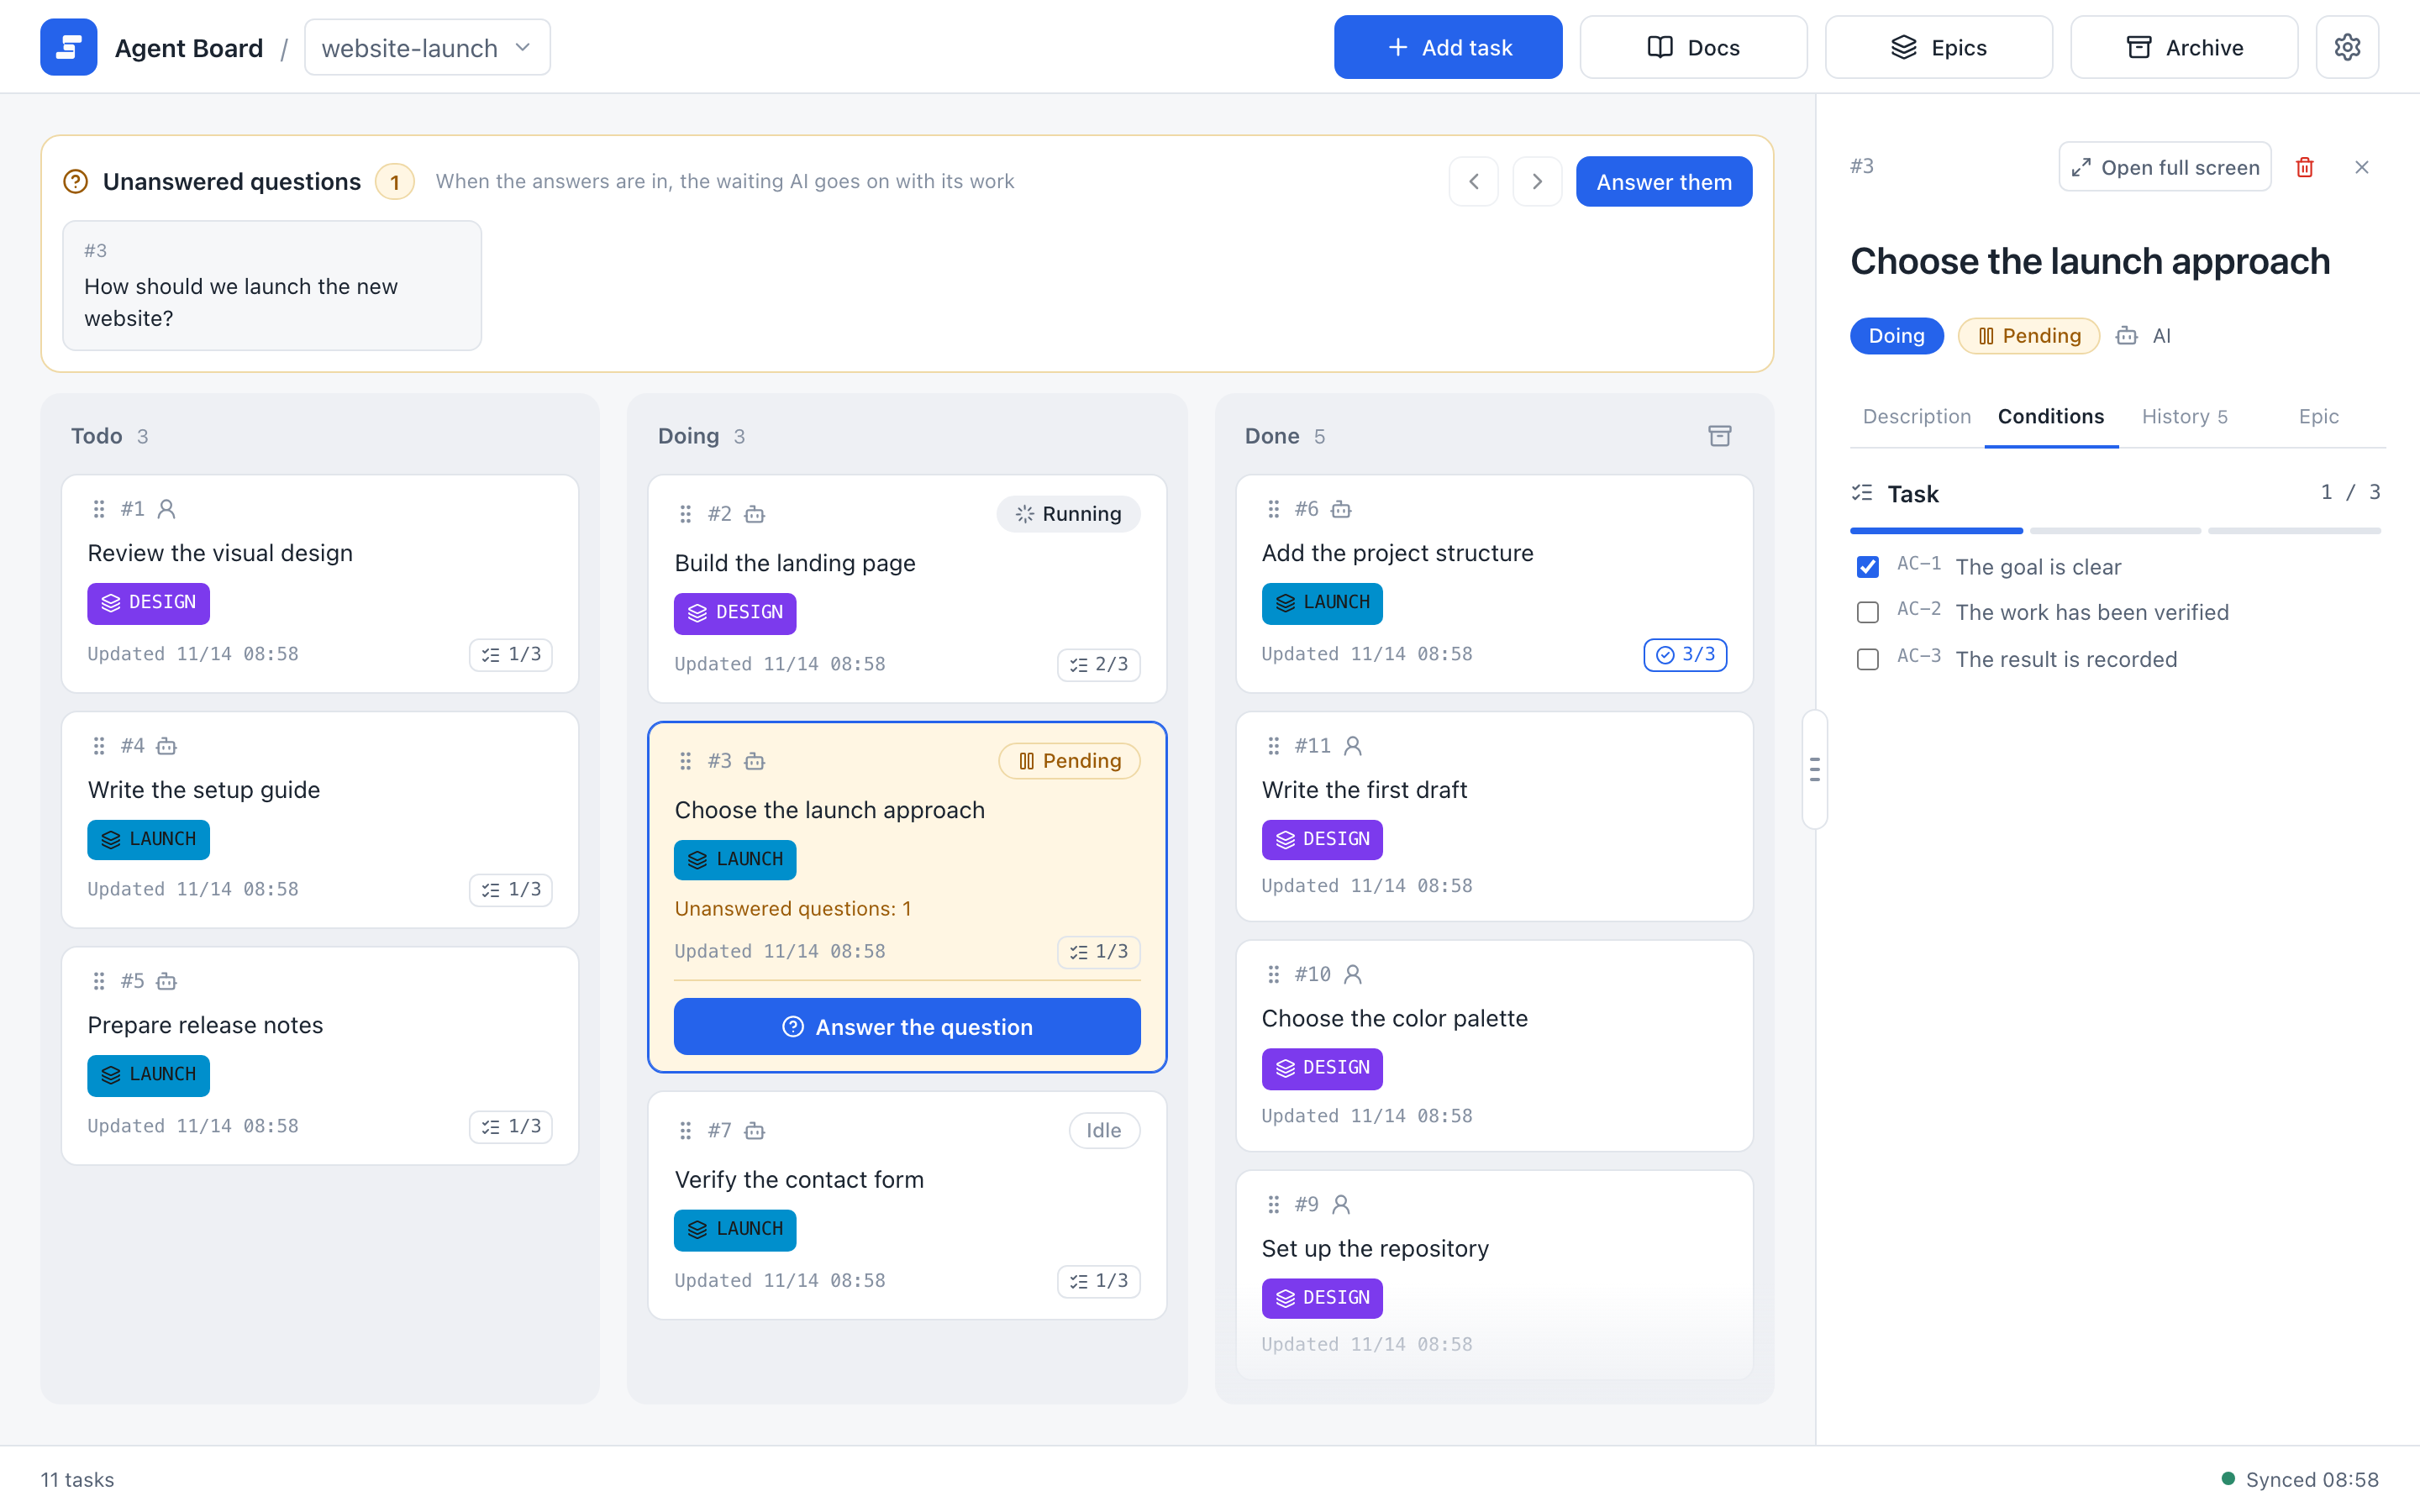 Agent Board / website-launch
Add task
Docs
Epics
Archive
Unanswered questions 1 When the answers are in, the waiting AI goes on with its work
Answer them
#3
How should we launch the new
website?
Todo 3
#1
Review the visual design
DESIGN
Updated 11/14 08:58 1/3
#4
Write the setup guide
LAUNCH
Updated 11/14 08:58 1/3
#5
Prepare release notes
LAUNCH
Updated 11/14 08:58 1/3
Doing 3
#2 Running
Build the landing page
DESIGN
Updated 11/14 08:58 2/3
#3 Pending
Choose the launch approach
LAUNCH
Unanswered questions: 1
Updated 11/14 08:58 1/3
Answer the question
#7 Idle
Verify the contact form
LAUNCH
Updated 11/14 08:58 1/3
Done 5
#6
Add the project structure
LAUNCH
Updated 11/14 08:58 3/3
#11
Write the first draft
DESIGN
Updated 11/14 08:58
#10
Choose the color palette
DESIGN
Updated 11/14 08:58
#9
Set up the repository
DESIGN
Updated 11/14 08:58
#3 Open full screen
Choose the launch approach
Doing Pending AI
Description Conditions History 5 Epic
Task 1 / 3
AC-1 The goal is clear
AC-2 The work has been verified
AC-3 The result is recorded
11 tasks
Synced 08:58